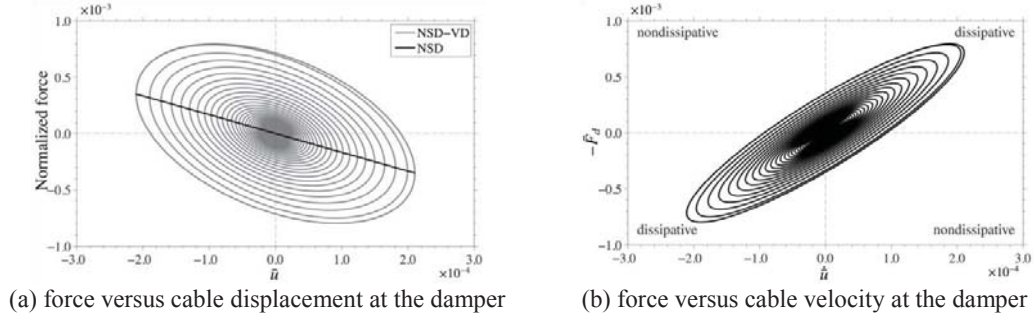 ×10⁻³
1.0
0.5
0.0
−0.5
−1.0
Normalized force
NSD−VD
NSD
−3.0 −2.0 −1.0 0.0 1.0 2.0 3.0
ū
×10⁻⁴
(a) force versus cable displacement at the damper
×10⁻³
1.0
0.5
0.0
−0.5
−1.0
−F̄_d
nondissipative
dissipative
dissipative
nondissipative
−3.0 −2.0 −1.0 0.0 1.0 2.0 3.0
×10⁻⁴
(b) force versus cable velocity at the damper